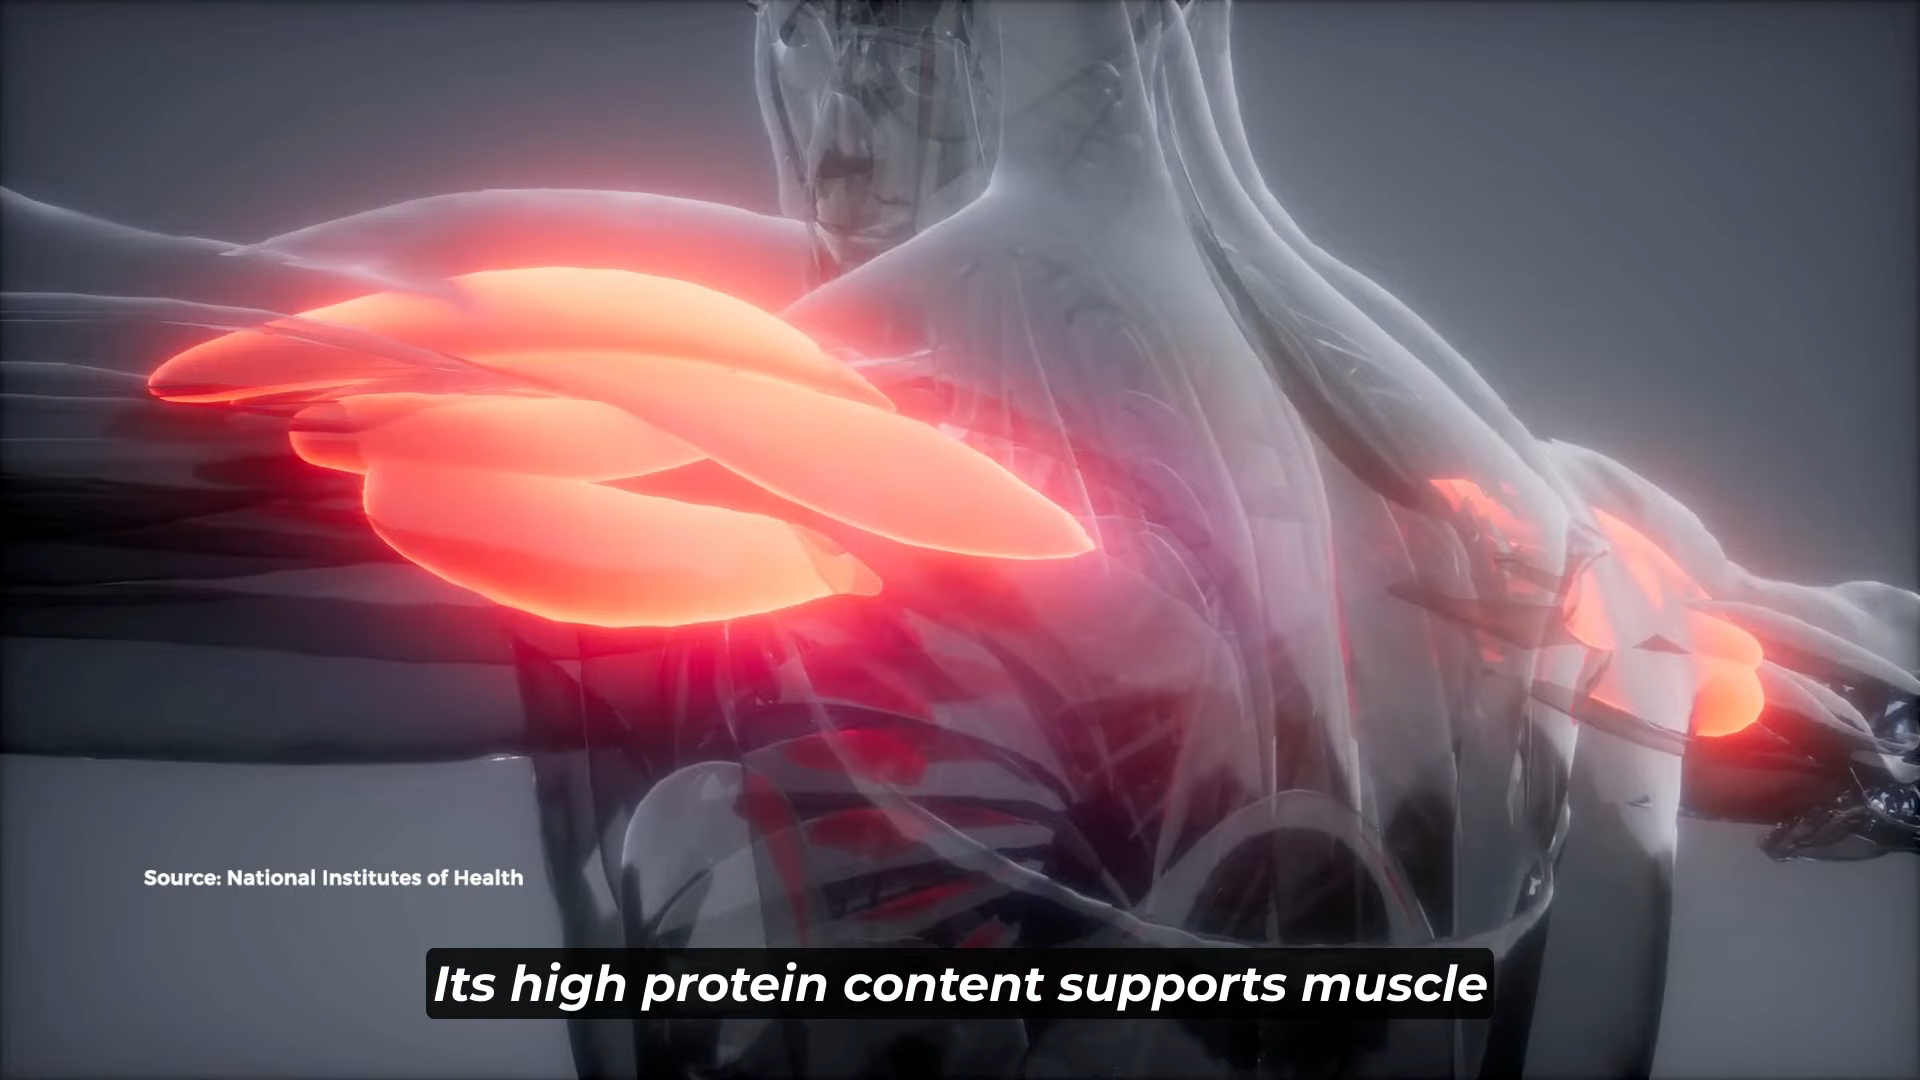 Source: National Institutes of Health
Its high protein content supports muscle